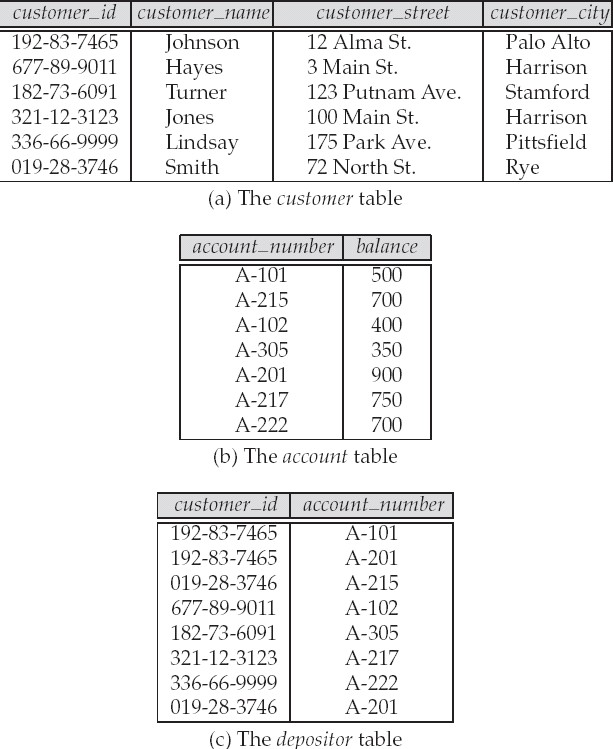 customer_id customer_name customer_street customer_city
192-83-7465 Johnson 12 Alma St. Palo Alto
677-89-9011 Hayes 3 Main St. Harrison
182-73-6091 Turner 123 Putnam Ave. Stamford
321-12-3123 Jones 100 Main St. Harrison
336-66-9999 Lindsay 175 Park Ave. Pittsfield
019-28-3746 Smith 72 North St. Rye
(a) The customer table
account_number balance
A-101 500
A-215 700
A-102 400
A-305 350
A-201 900
A-217 750
A-222 700
(b) The account table
customer_id account_number
192-83-7465 A-101
192-83-7465 A-201
019-28-3746 A-215
677-89-9011 A-102
182-73-6091 A-305
321-12-3123 A-217
336-66-9999 A-222
019-28-3746 A-201
(c) The depositor table